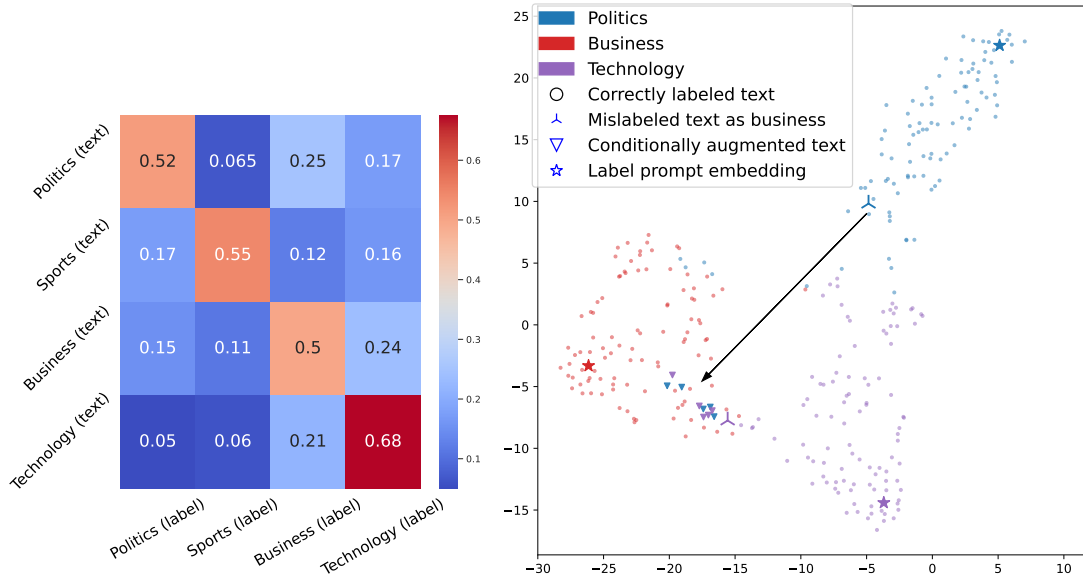 Politics (text)
0.52 0.065 0.25 0.17
Sports (text)
0.17 0.55 0.12 0.16
Business (text)
0.15 0.11 0.5 0.24
Technology (text)
0.05 0.06 0.21 0.68
Politics (label)
Sports (label)
Business (label)
Technology (label)
0.6
0.5
0.4
0.3
0.2
0.1
Politics
Business
Technology
Correctly labeled text
Mislabeled text as business
Conditionally augmented text
Label prompt embedding
25
20
15
10
5
0
−5
−10
−15
−30 −25 −20 −15 −10 −5 0 5 10